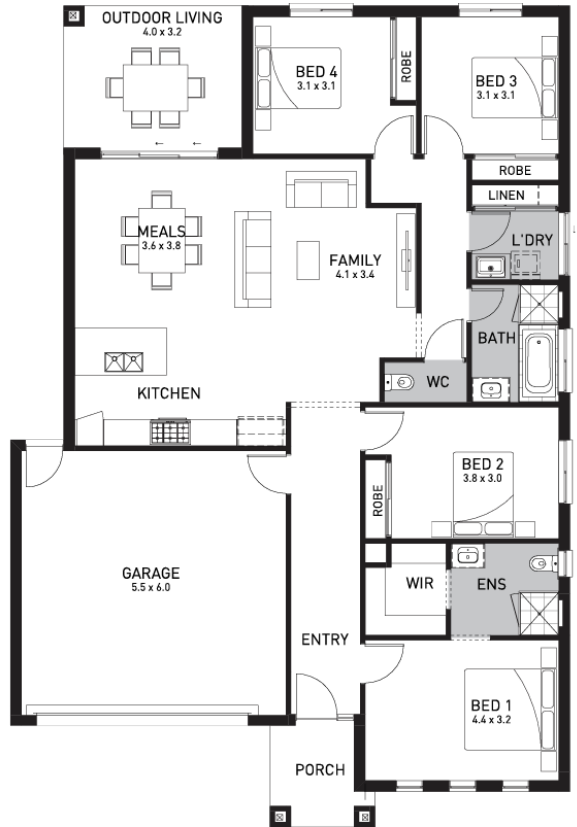 OUTDOOR LIVING
4.0 x 3.2
BED 4
3.1 x 3.1
ROBE
BED 3
3.1 x 3.1
ROBE
LINEN
L'DRY
MEALS
3.6 x 3.8
FAMILY
4.1 x 3.4
BATH
WC
KITCHEN
BED 2
3.8 x 3.0
ROBE
GARAGE
5.5 x 6.0
WIR
ENS
ENTRY
BED 1
4.4 x 3.2
PORCH